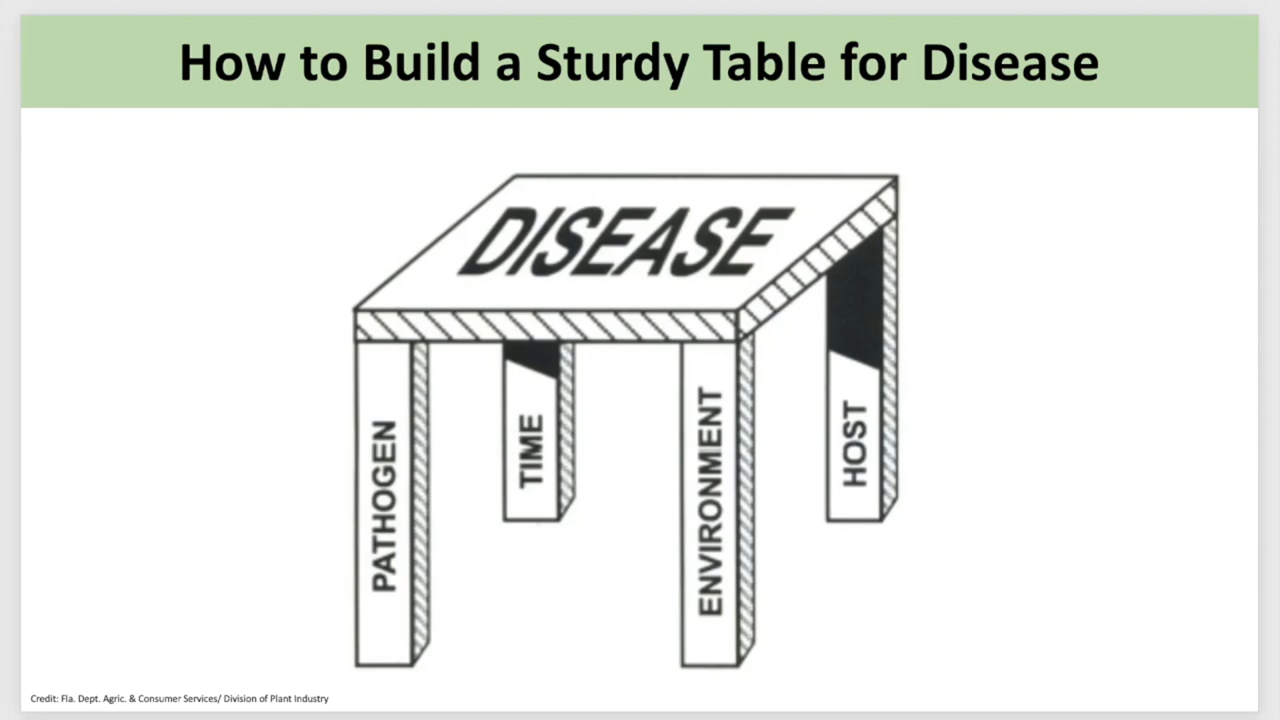 How to Build a Sturdy Table for Disease
DISEASE
PATHOGEN
TIME
ENVIRONMENT
HOST
Credit: Fla. Dept. Agric. & Consumer Services/ Division of Plant Industry